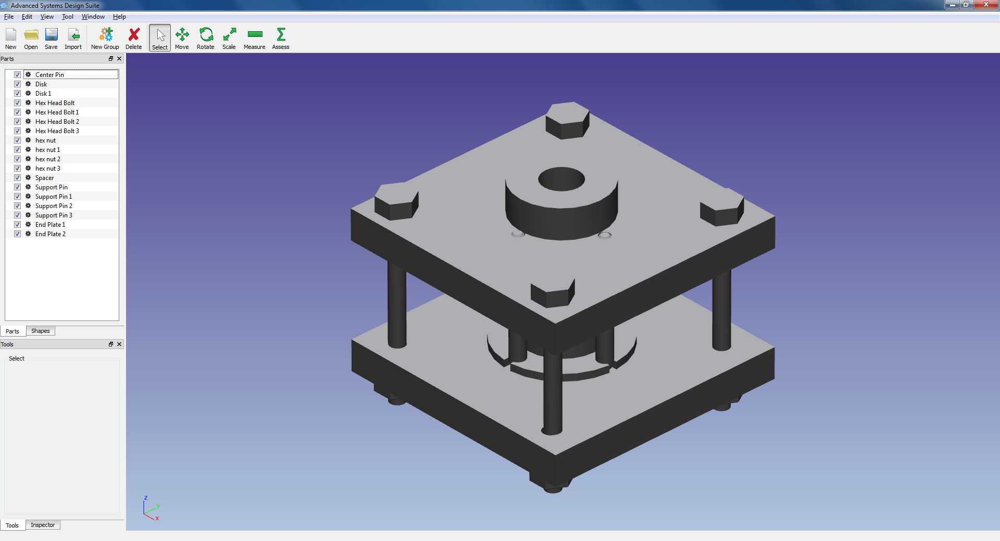 Advanced Systems Design Suite
File Edit View Tool Window Help
New Open Save Import New Group Delete Select Move Rotate Scale Measure Assess
Parts
Center Pin
Disk
Disk 1
Hex Head Bolt
Hex Head Bolt 1
Hex Head Bolt 2
Hex Head Bolt 3
hex nut
hex nut 1
hex nut 2
hex nut 3
Spacer
Support Pin
Support Pin 1
Support Pin 2
Support Pin 3
End Plate 1
End Plate 2
Parts Shapes
Tools
Select
Tools Inspector
z
y
x